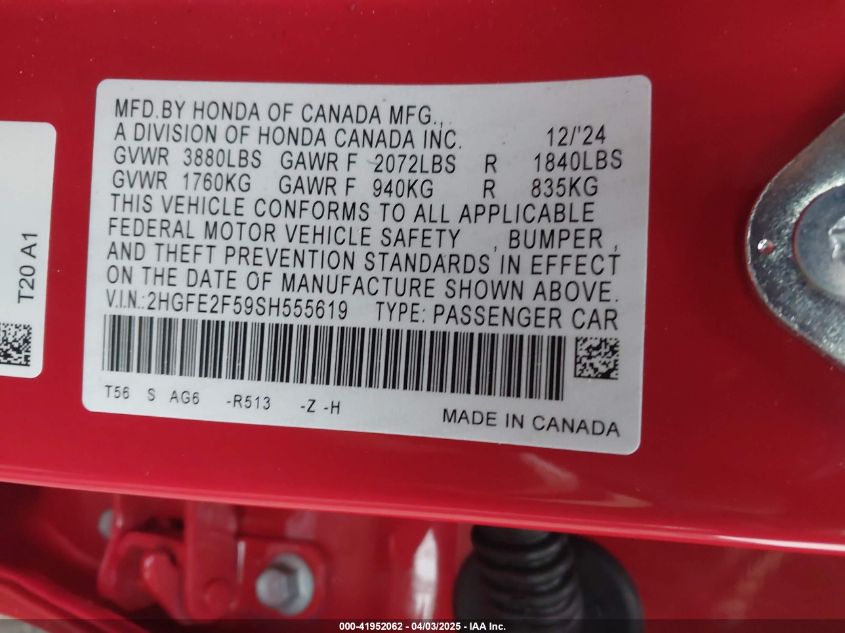 MFD.BY HONDA OF CANADA MFG.,
A DIVISION OF HONDA CANADA INC. 12/'24
GVWR 3880LBS GAWR F 2072LBS R 1840LBS
GVWR 1760KG GAWR F 940KG R 835KG
THIS VEHICLE CONFORMS TO ALL APPLICABLE
FEDERAL MOTOR VEHICLE SAFETY , BUMPER ,
AND THEFT PREVENTION STANDARDS IN EFFECT
ON THE DATE OF MANUFACTURE SHOWN ABOVE.
V.I.N.:2HGFE2F59SH555619 TYPE: PASSENGER CAR
T56 S AG6 -R513 -Z -H
MADE IN CANADA
T20 A1
000-41952062 - 04/03/2025 - IAA Inc.